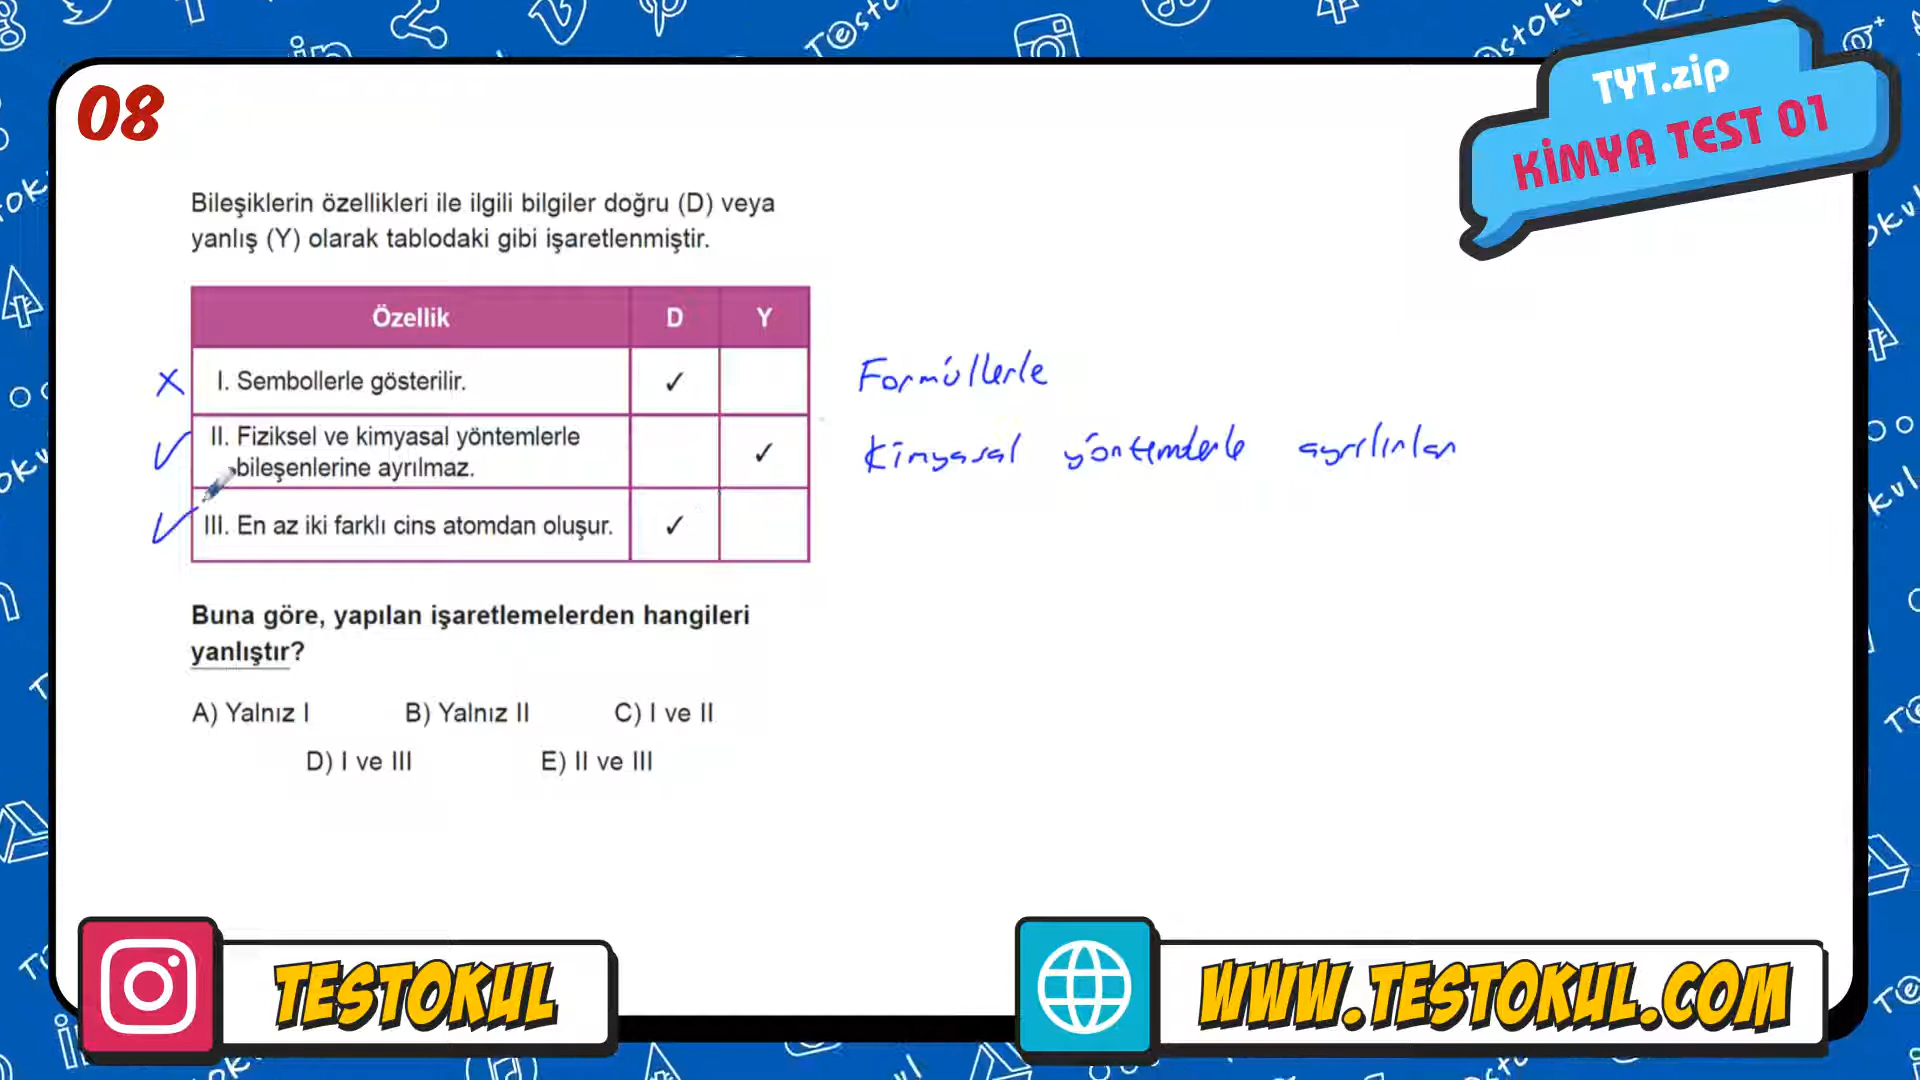 08
TYT.zip
KİMYA TEST 01
Bileşiklerin özellikleri ile ilgili bilgiler doğru (D) veya
yanlış (Y) olarak tablodaki gibi işaretlenmiştir.
Özellik D Y
X I. Sembollerle gösterilir. ✓ Formüllerle
✓ II. Fiziksel ve kimyasal yöntemlerle
bileşenlerine ayrılmaz. ✓ Kimyasal yöntemlerle ayrılırlar
✓ III. En az iki farklı cins atomdan oluşur. ✓
Buna göre, yapılan işaretlemelerden hangileri
yanlıştır?
A) Yalnız I B) Yalnız II C) I ve II
D) I ve III E) II ve III
TESTOKUL
WWW.TESTOKUL.COM